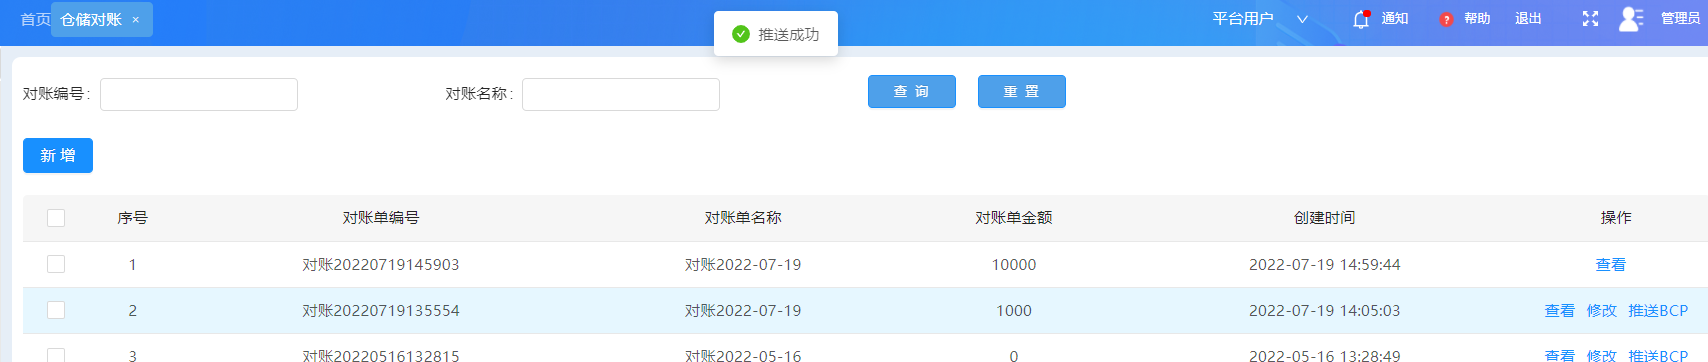 首页 仓储对账 × 推送成功 平台用户 通知 ? 帮助 退出 管理员
对账编号: 对账名称: 查 询 重 置
新 增
序号 对账单编号 对账单名称 对账单金额 创建时间 操作
1 对账20220719145903 对账2022-07-19 10000 2022-07-19 14:59:44 查看
2 对账20220719135554 对账2022-07-19 1000 2022-07-19 14:05:03 查看 修改 推送BCP
3 对账20220516132815 对账2022-05-16 0 2022-05-16 13:28:49 查看 修改 推送BCP